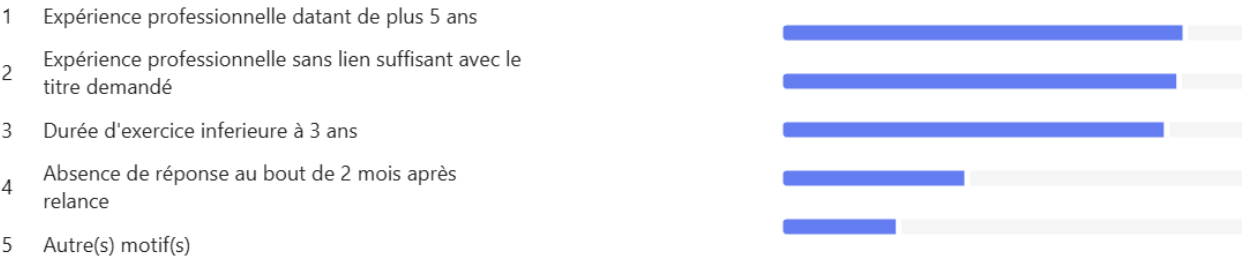 1 Expérience professionnelle datant de plus 5 ans
2 Expérience professionnelle sans lien suffisant avec le
titre demandé
3 Durée d'exercice inferieure à 3 ans
4 Absence de réponse au bout de 2 mois après
relance
5 Autre(s) motif(s)